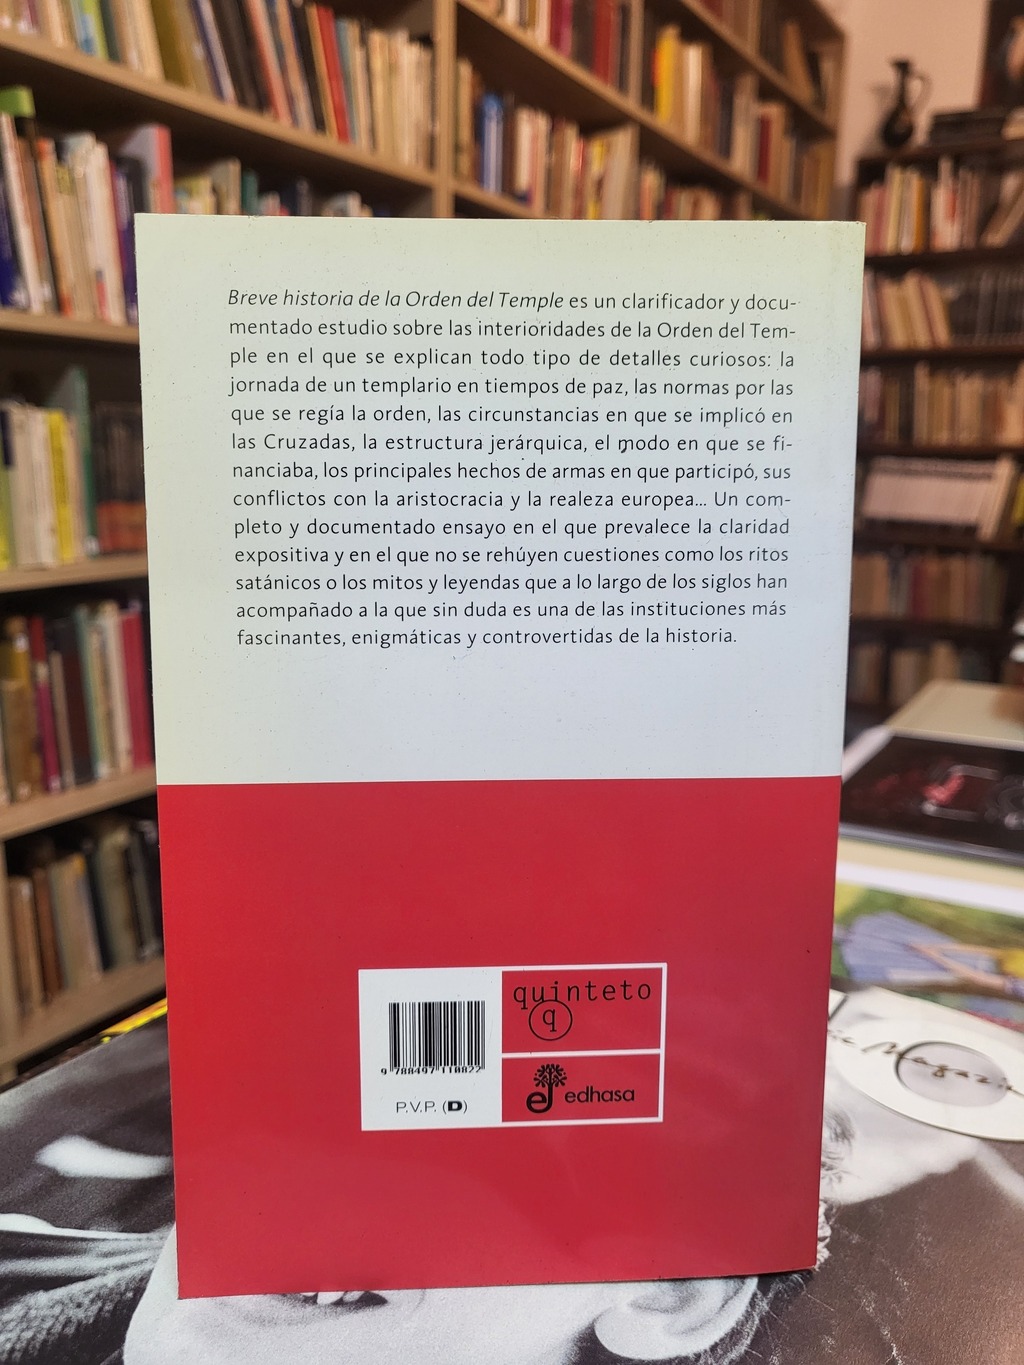 Breve historia de la Orden del Temple es un clarificador y docu-
mentado estudio sobre las interioridades de la Orden del Tem-
ple en el que se explican todo tipo de detalles curiosos: la
jornada de un templario en tiempos de paz, las normas por las
que se regía la orden, las circunstancias en que se implicó en
las Cruzadas, la estructura jerárquica, el modo en que se fi-
nanciaba, los principales hechos de armas en que participó, sus
conflictos con la aristocracia y la realeza europea... Un com-
pleto y documentado ensayo en el que prevalece la claridad
expositiva y en el que no se rehúyen cuestiones como los ritos
satánicos o los mitos y leyendas que a lo largo de los siglos han
acompañado a la que sin duda es una de las instituciones más
fascinantes, enigmáticas y controvertidas de la historia.
quinteto
q
9 788497 110822
P.V.P. (D)
edhasa